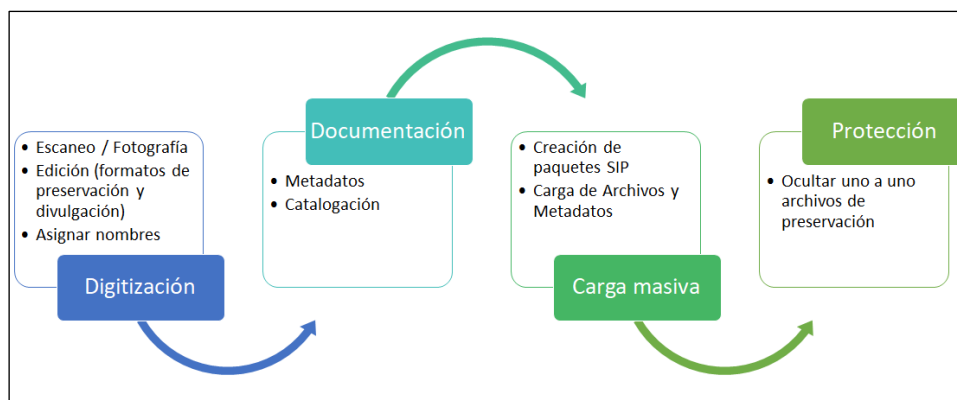 • Escaneo / Fotografía
• Edición (formatos de
preservación y
divulgación)
• Asignar nombres
Digitización
Documentación
• Metadatos
• Catalogación
• Creación de
paquetes SIP
• Carga de Archivos y
Metadatos
Carga masiva
Protección
• Ocultar uno a uno
archivos de
preservación